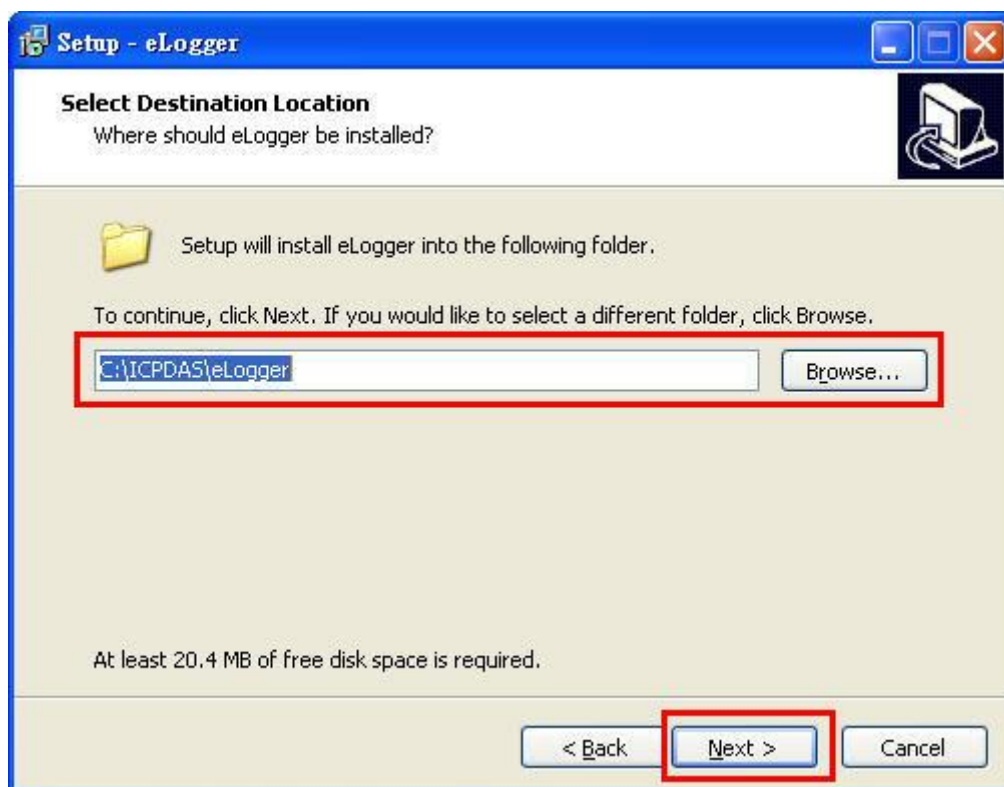 Setup - eLogger
Select Destination Location
Where should eLogger be installed?
Setup will install eLogger into the following folder.
To continue, click Next. If you would like to select a different folder, click Browse.
C:\ICPDAS\eLogger
Browse...
At least 20.4 MB of free disk space is required.
< Back
Next >
Cancel